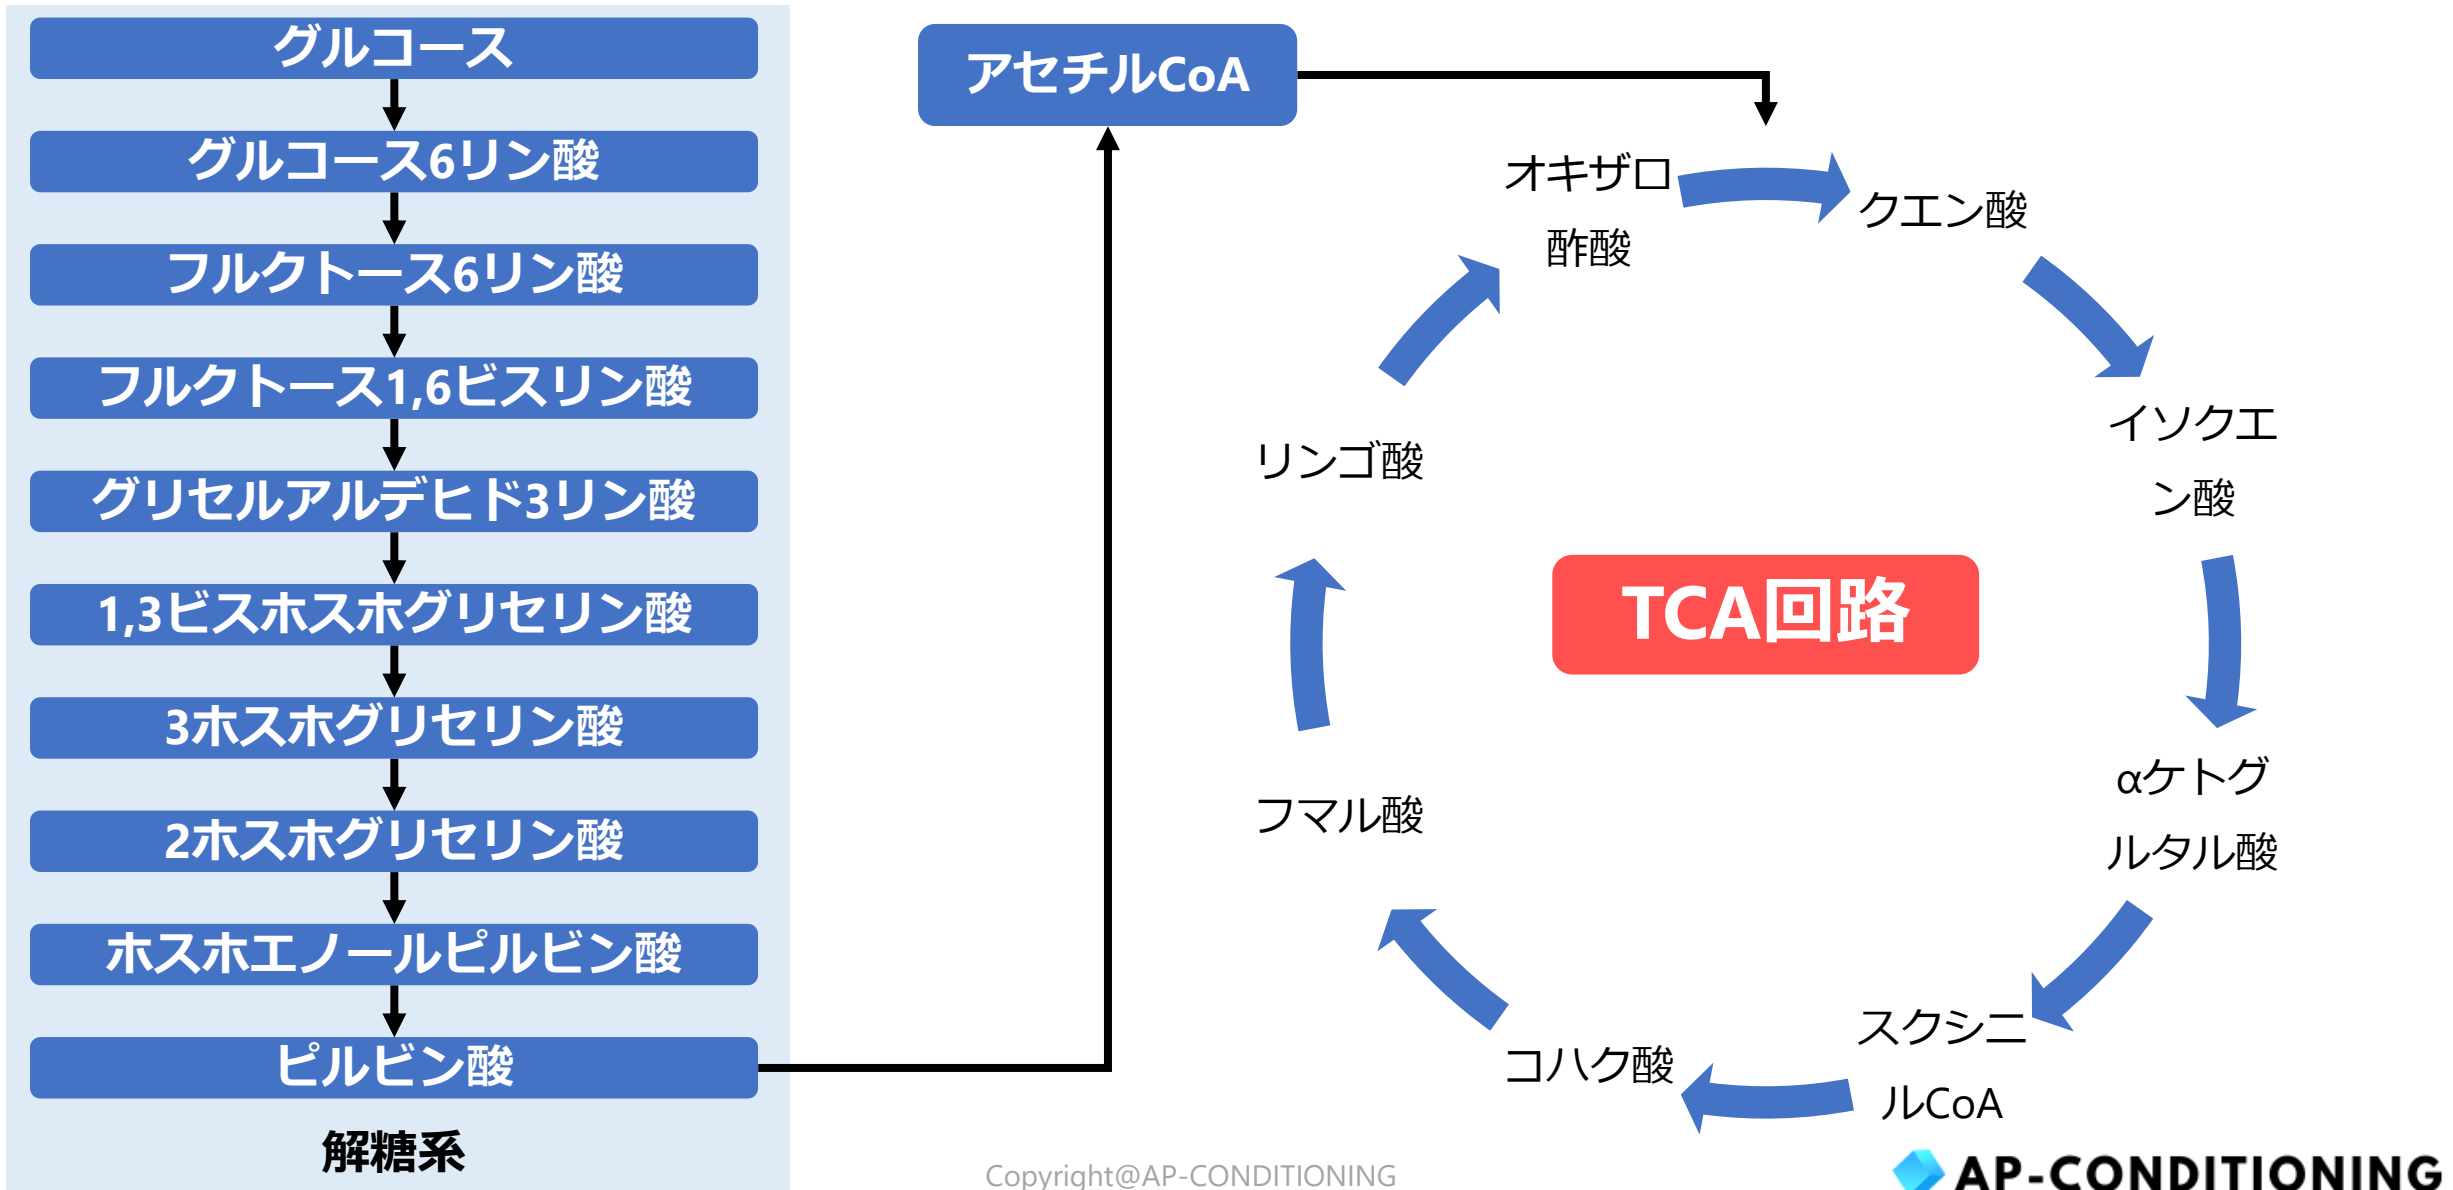 グルコース
グルコース6リン酸
フルクトース6リン酸
フルクトース1,6ビスリン酸
グリセルアルデヒド3リン酸
1,3ビスホスホグリセリン酸
3ホスホグリセリン酸
2ホスホグリセリン酸
ホスホエノールピルビン酸
ピルビン酸
解糖系
アセチルCoA
オキザロ
酢酸
クエン酸
イソクエ
ン酸
αケトグ
ルタル酸
スクシニ
ルCoA
コハク酸
フマル酸
リンゴ酸
TCA回路
Copyright@AP-CONDITIONING
AP-CONDITIONING